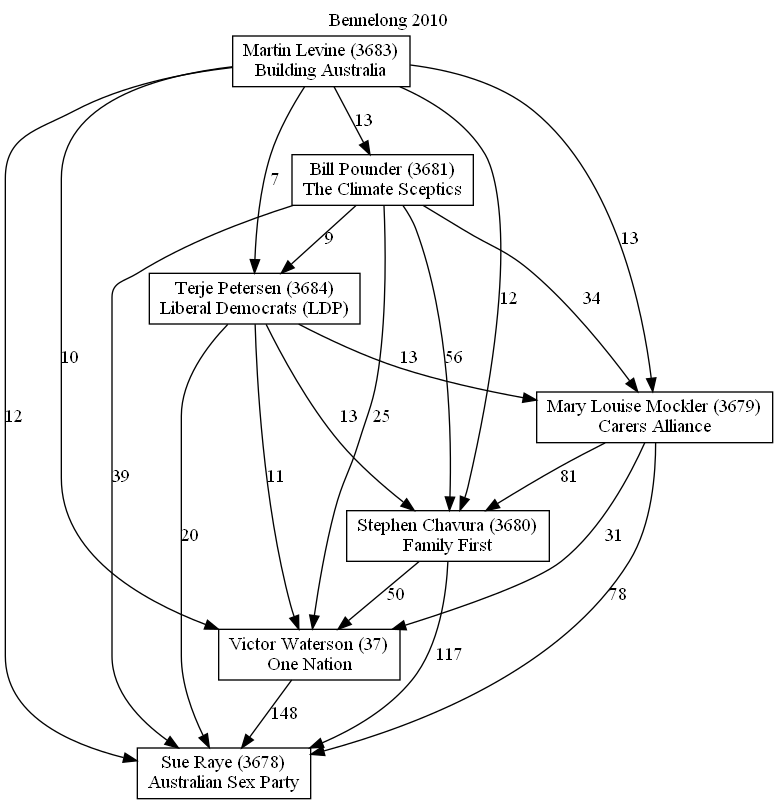 Bennelong 2010
Martin Levine (3683)
Building Australia
13
Bill Pounder (3681)
The Climate Sceptics
7
9
13
Terje Petersen (3684)
Liberal Democrats (LDP)
12
34
10
13
56
Mary Louise Mockler (3679)
Carers Alliance
12
13
25
39
11
81
Stephen Chavura (3680)
Family First
20
31
50
78
Victor Waterson (37)
One Nation
117
148
Sue Raye (3678)
Australian Sex Party